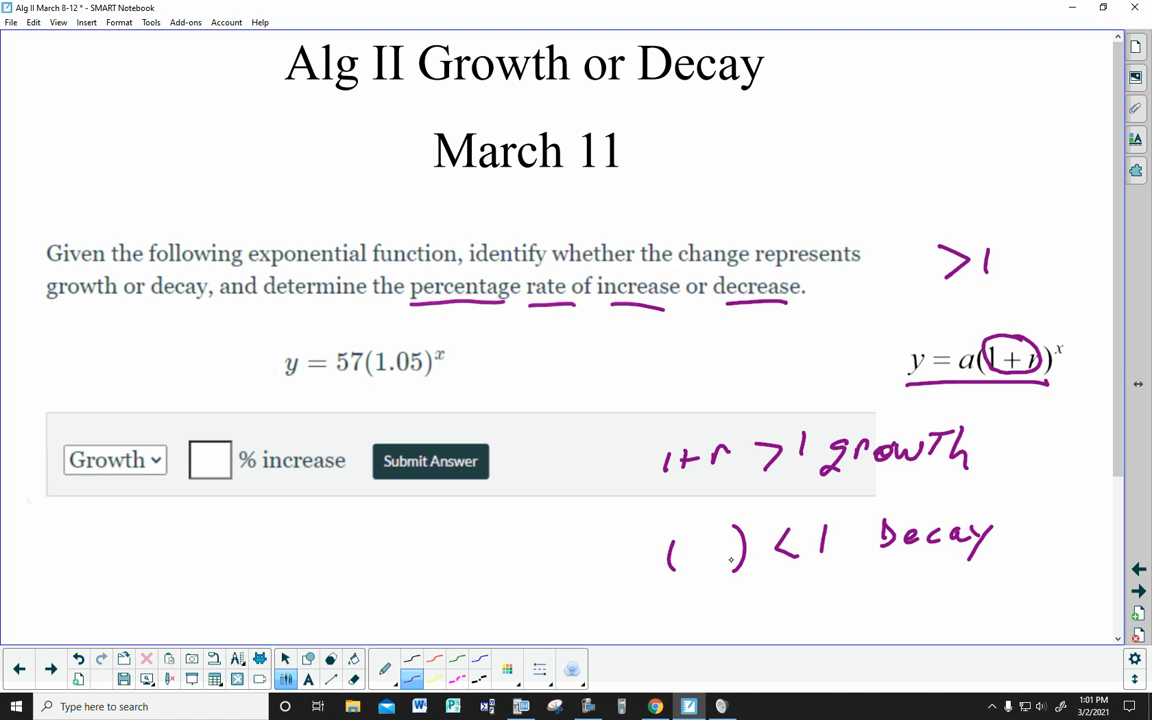 Alg II March 8-12 * - SMART Notebook
File Edit View Insert Format Tools Add-ons Account Help
Alg II Growth or Decay
March 11
Given the following exponential function, identify whether the change represents
growth or decay, and determine the percentage rate of increase or decrease.
>1
y = 57(1.05)^x
y = a(1+r)^x
Growth % increase Submit Answer
1+r >1 growth
( ) <1 Decay
Type here to search
1:01 PM
3/2/2021